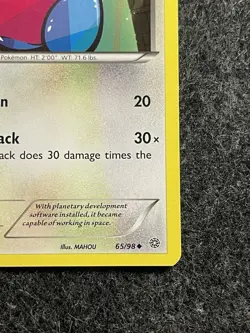 Pokémon. HT: 2'00" WT: 71.6 lbs.
20
30×
ack does 30 damage times the
With planetary development
software installed, it became
capable of working in space.
Illus. MAHOU 65/98 ◆